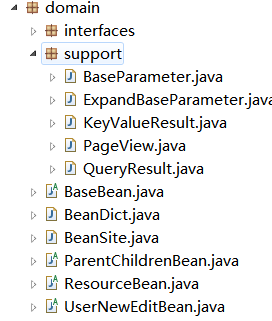 domain
interfaces
support
BaseParameter.java
ExpandBaseParameter.java
KeyValueResult.java
PageView.java
QueryResult.java
BaseBean.java
BeanDict.java
BeanSite.java
ParentChildrenBean.java
ResourceBean.java
UserNewEditBean.java